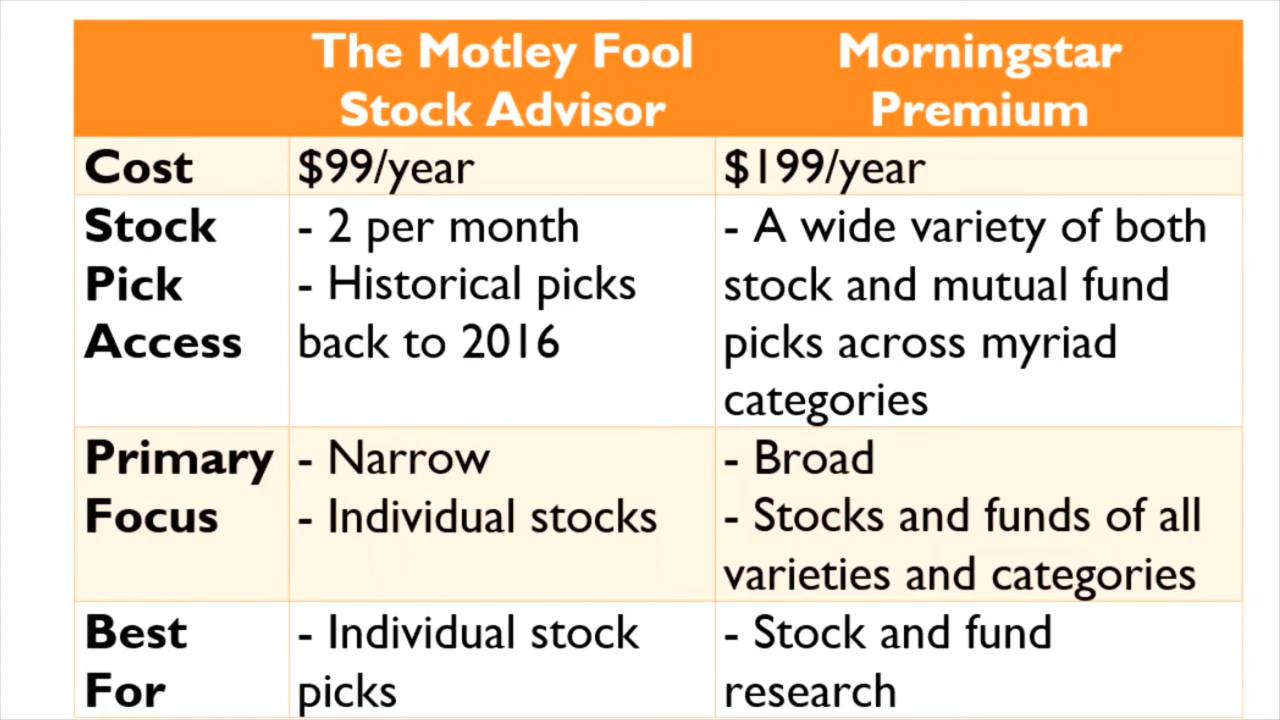 The Motley Fool
Stock Advisor
Morningstar
Premium
Cost
$99/year
$199/year
Stock
Pick
Access
- 2 per month
- Historical picks
back to 2016
- A wide variety of both
stock and mutual fund
picks across myriad
categories
Primary
Focus
- Narrow
- Individual stocks
- Broad
- Stocks and funds of all
varieties and categories
Best
For
- Individual stock
picks
- Stock and fund
research